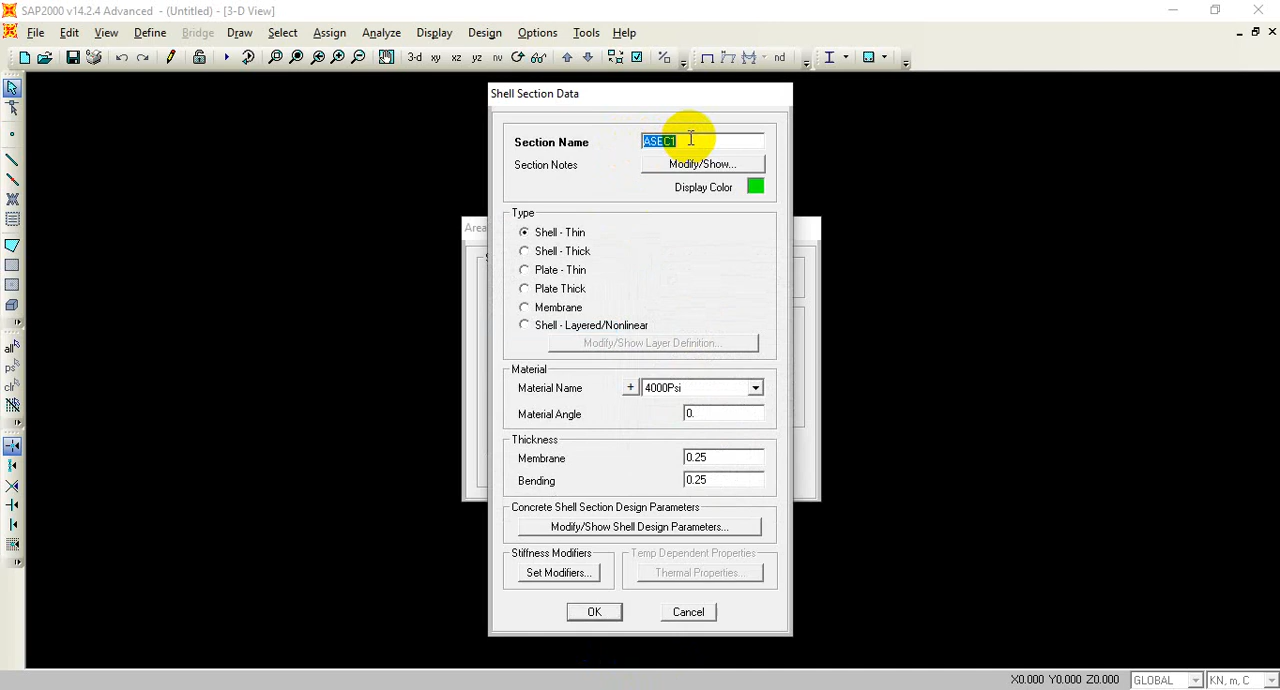 SAP2000 v14.2.4 Advanced - (Untitled) - [3-D View]
File Edit View Define Bridge Draw Select Assign Analyze Display Design Options Tools Help
3-d xy xz yz nv nd
Shell Section Data
Section Name ASEC1
Section Notes Modify/Show...
Display Color
Area
Type
Shell - Thin
Shell - Thick
Plate - Thin
Plate Thick
Membrane
Shell - Layered/Nonlinear
Modify/Show Layer Definition...
Material
Material Name + 4000Psi
Material Angle 0.
Thickness
Membrane 0.25
Bending 0.25
Concrete Shell Section Design Parameters
Modify/Show Shell Design Parameters...
Stiffness Modifiers Temp Dependent Properties
Set Modifiers... Thermal Properties...
OK Cancel
all
ps
clr
X0.000 Y0.000 Z0.000 GLOBAL KN, m, C